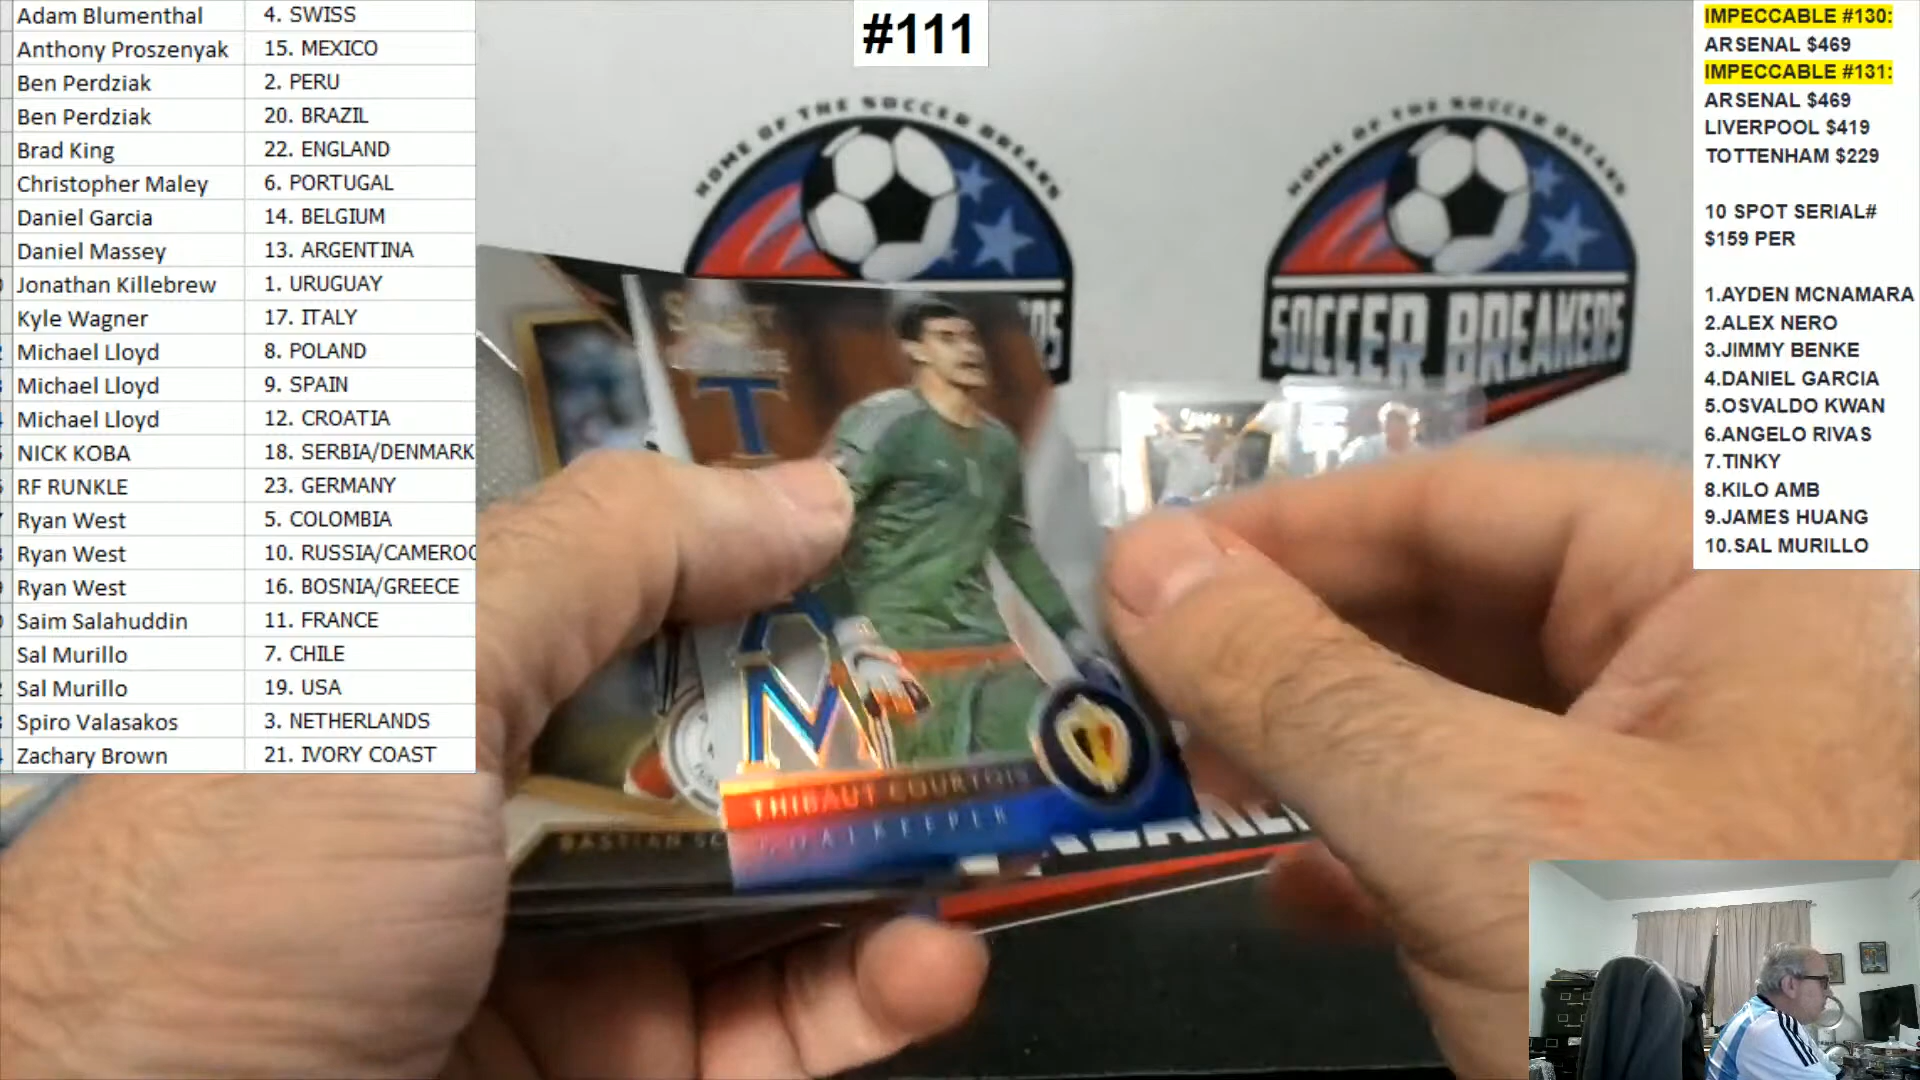 Adam Blumenthal 4. SWISS
Anthony Proszenyak 15. MEXICO
Ben Perdziak 2. PERU
Ben Perdziak 20. BRAZIL
Brad King 22. ENGLAND
Christopher Maley 6. PORTUGAL
Daniel Garcia 14. BELGIUM
Daniel Massey 13. ARGENTINA
Jonathan Killebrew 1. URUGUAY
Kyle Wagner 17. ITALY
Michael Lloyd 8. POLAND
Michael Lloyd 9. SPAIN
Michael Lloyd 12. CROATIA
NICK KOBA 18. SERBIA/DENMARK
RF RUNKLE 23. GERMANY
Ryan West 5. COLOMBIA
Ryan West 10. RUSSIA/CAMEROO
Ryan West 16. BOSNIA/GREECE
Saim Salahuddin 11. FRANCE
Sal Murillo 7. CHILE
Sal Murillo 19. USA
Spiro Valasakos 3. NETHERLANDS
Zachary Brown 21. IVORY COAST
#111
HOME OF THE SOCCER BREAKS
HOME OF THE SOCCER BREAKS
SOCCER BREAKERS
THIBAUT COURTOIS
GOALKEEPER
BASTIAN
IMPECCABLE #130:
ARSENAL $469
IMPECCABLE #131:
ARSENAL $469
LIVERPOOL $419
TOTTENHAM $229
10 SPOT SERIAL#
$159 PER
1.AYDEN MCNAMARA
2.ALEX NERO
3.JIMMY BENKE
4.DANIEL GARCIA
5.OSVALDO KWAN
6.ANGELO RIVAS
7.TINKY
8.KILO AMB
9.JAMES HUANG
10.SAL MURILLO